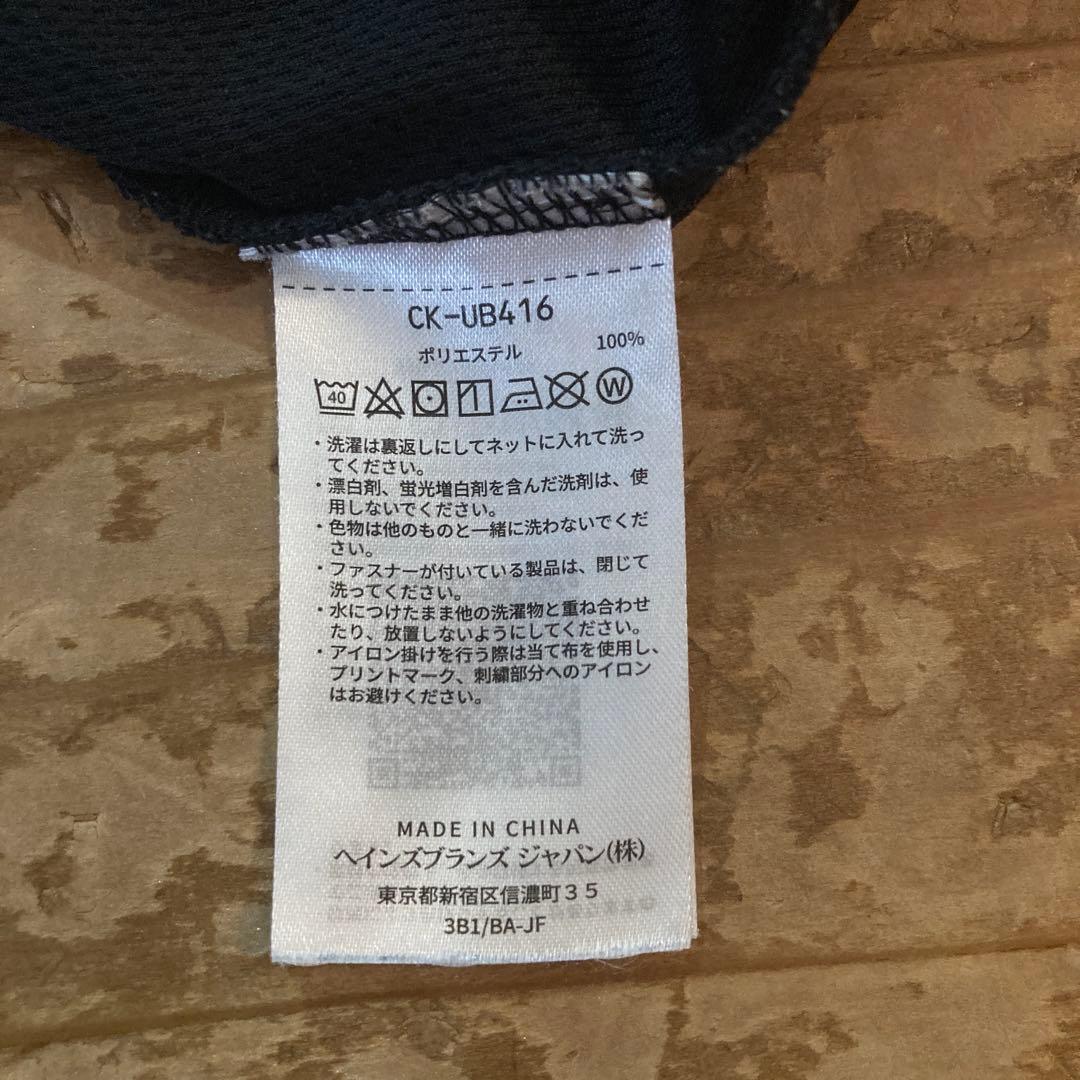 CK-UB416
ポリエステル 100%
40 W
・洗濯は裏返しにしてネットに入れて洗っ
てください。
・漂白剤、蛍光増白剤を含んだ洗剤は、使
用しないでください。
・色物は他のものと一緒に洗わないでくだ
さい。
・ファスナーが付いている製品は、閉じて
洗ってください。
・水につけたまま他の洗濯物と重ね合わせ
たり、放置しないようにしてください。
・アイロン掛けを行う際は当て布を使用し、
プリントマーク、刺繍部分へのアイロン
はお避けください。
MADE IN CHINA
ヘインズブランズ ジャパン(株)
東京都新宿区信濃町35
3B1/BA-JF